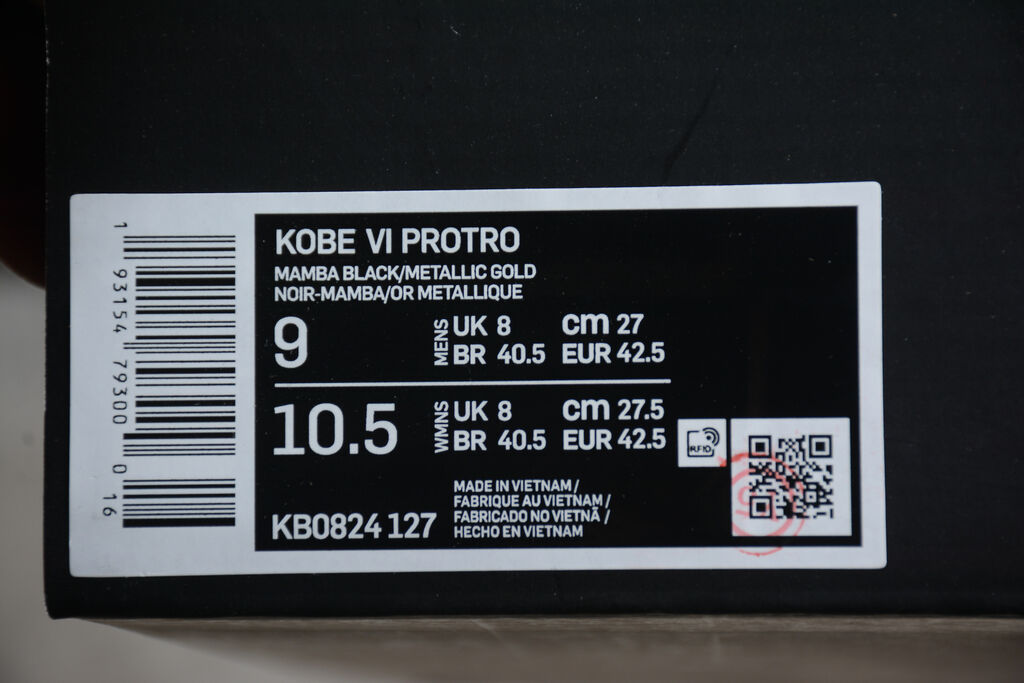 KOBE VI PROTRO
MAMBA BLACK/METALLIC GOLD
NOIR-MAMBA/OR METALLIQUE
9 MENS UK 8 cm 27
BR 40.5 EUR 42.5
10.5 WMNS UK 8 cm 27.5
BR 40.5 EUR 42.5
RFID
KB0824 127
MADE IN VIETNAM /
FABRIQUE AU VIETNAM /
FABRICADO NO VIETNÃ /
HECHO EN VIETNAM
1 93154 79300 0 16